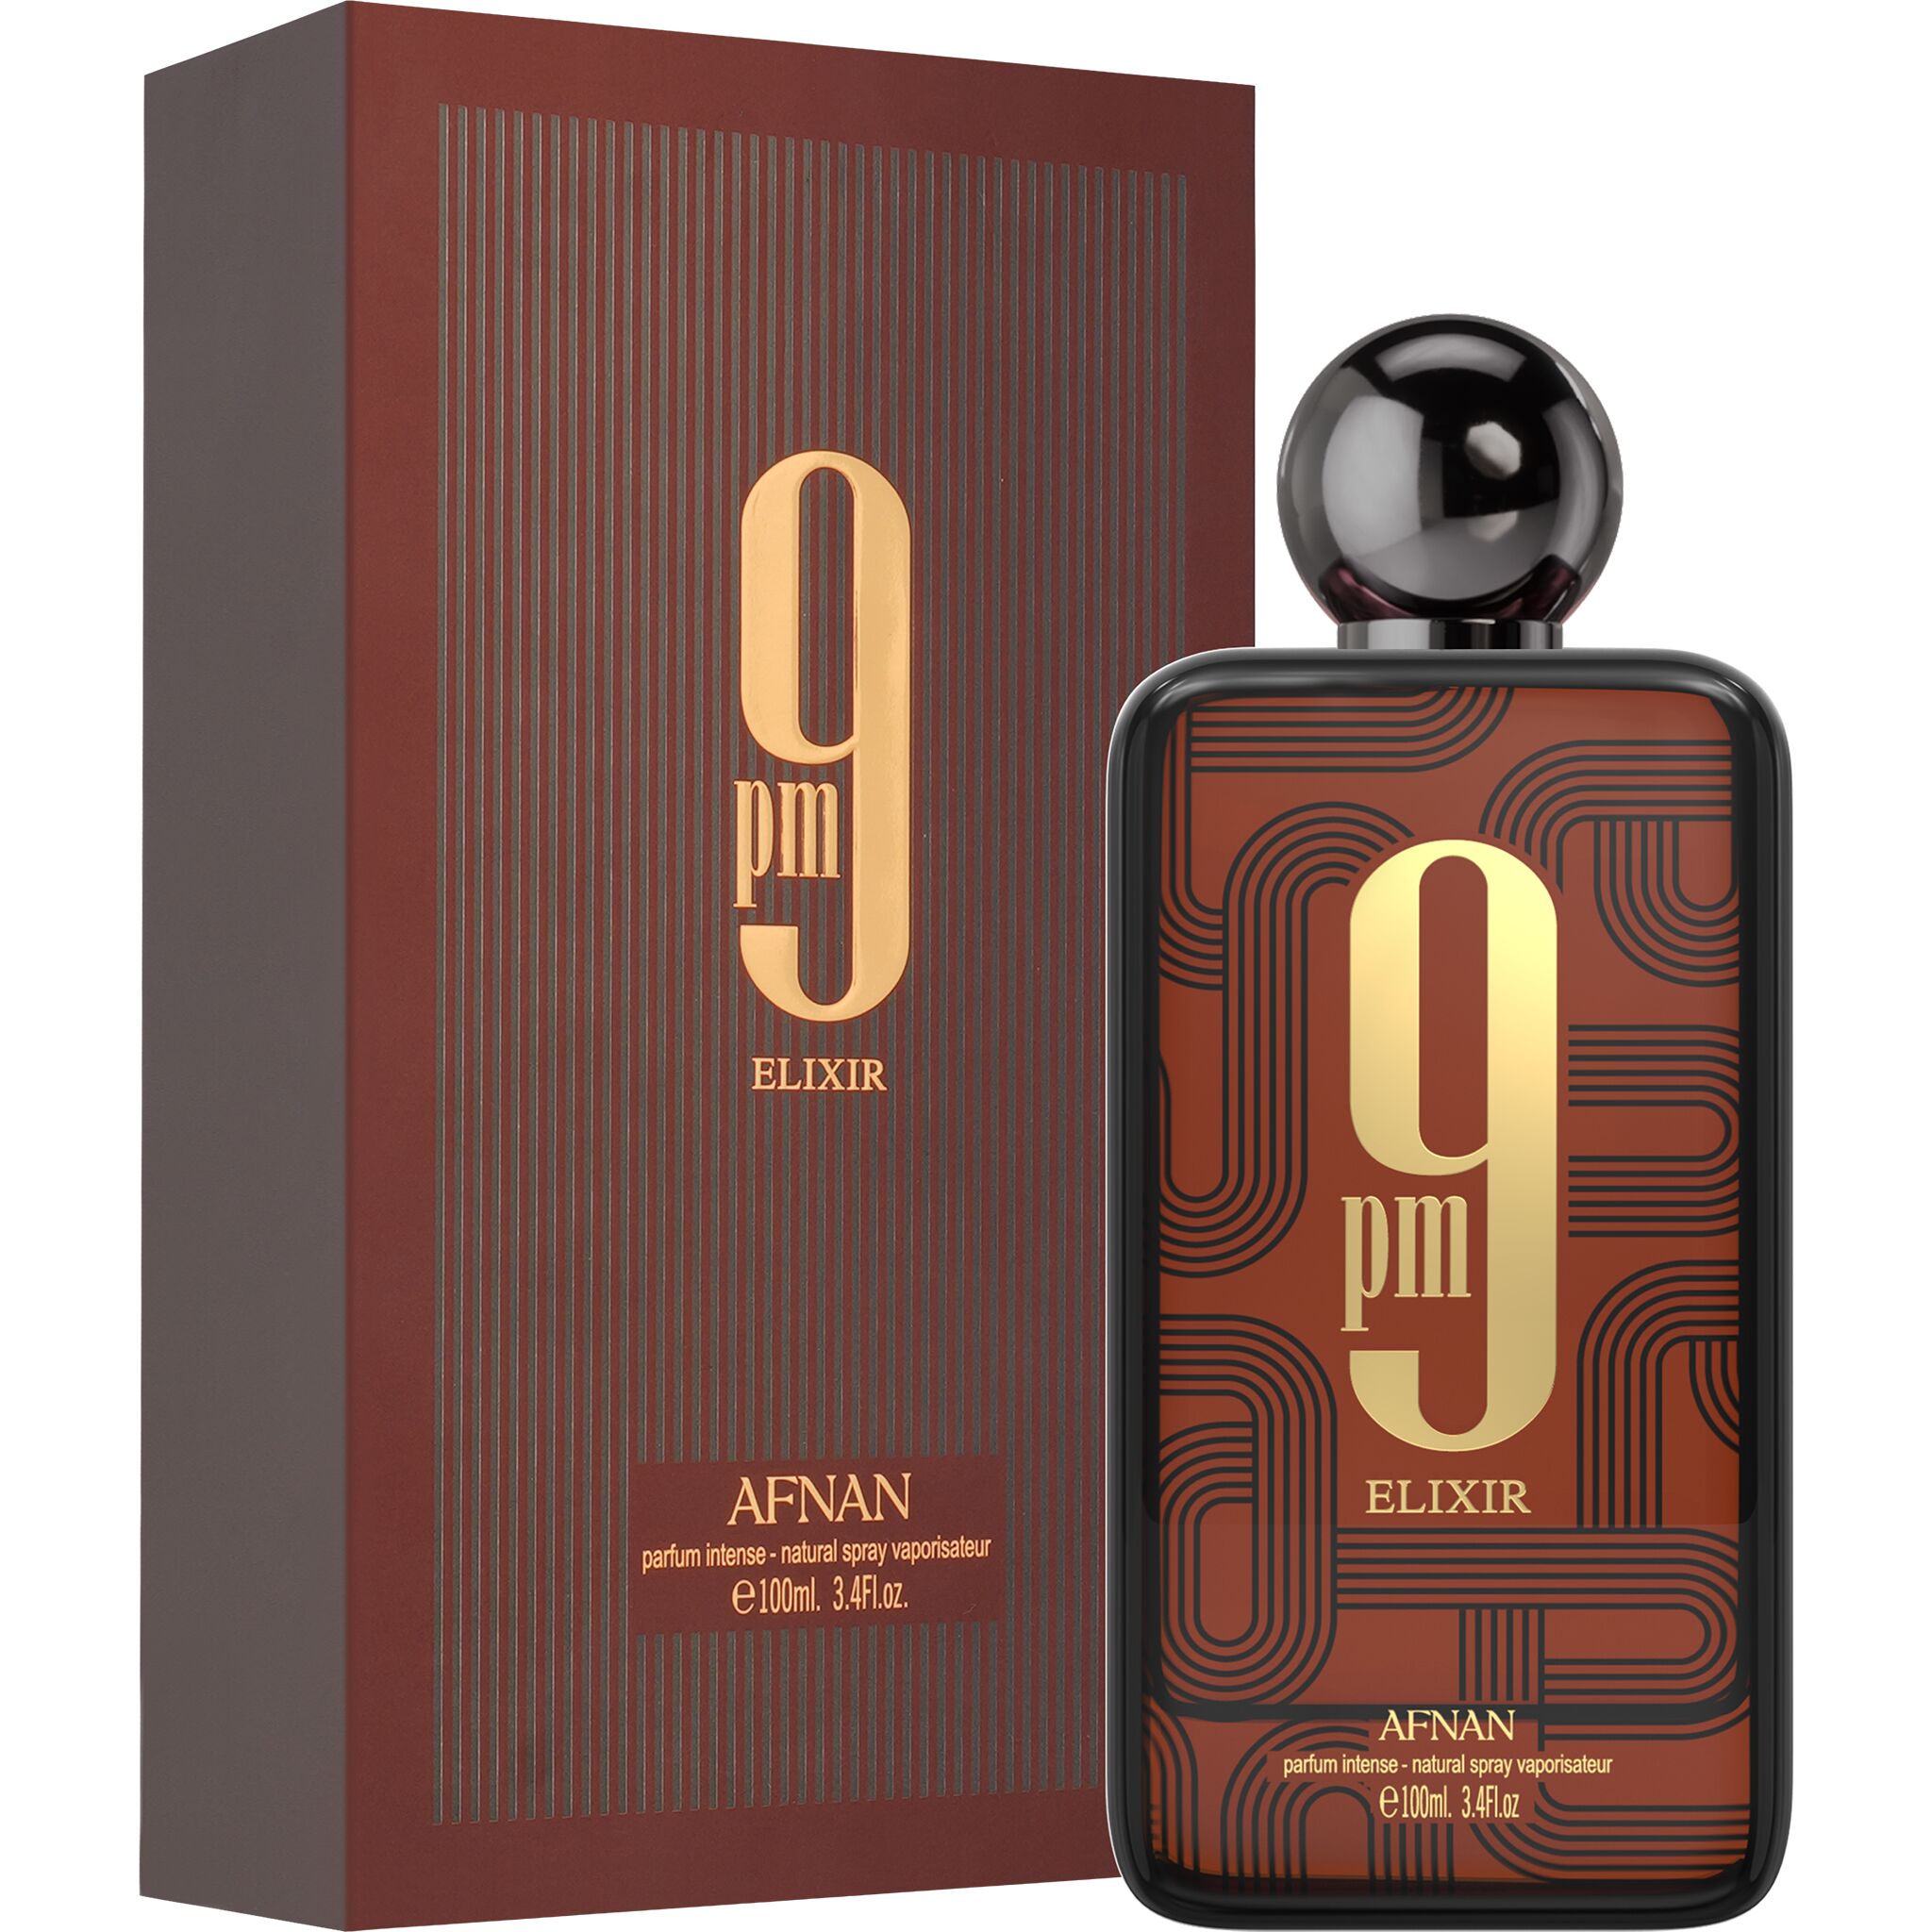 9
pm
ELIXIR
AFNAN
parfum intense - natural spray vaporisateur
℮100ml. 3.4Fl.oz.
9
pm
ELIXIR
AFNAN
parfum intense - natural spray vaporisateur
℮100ml. 3.4Fl.oz